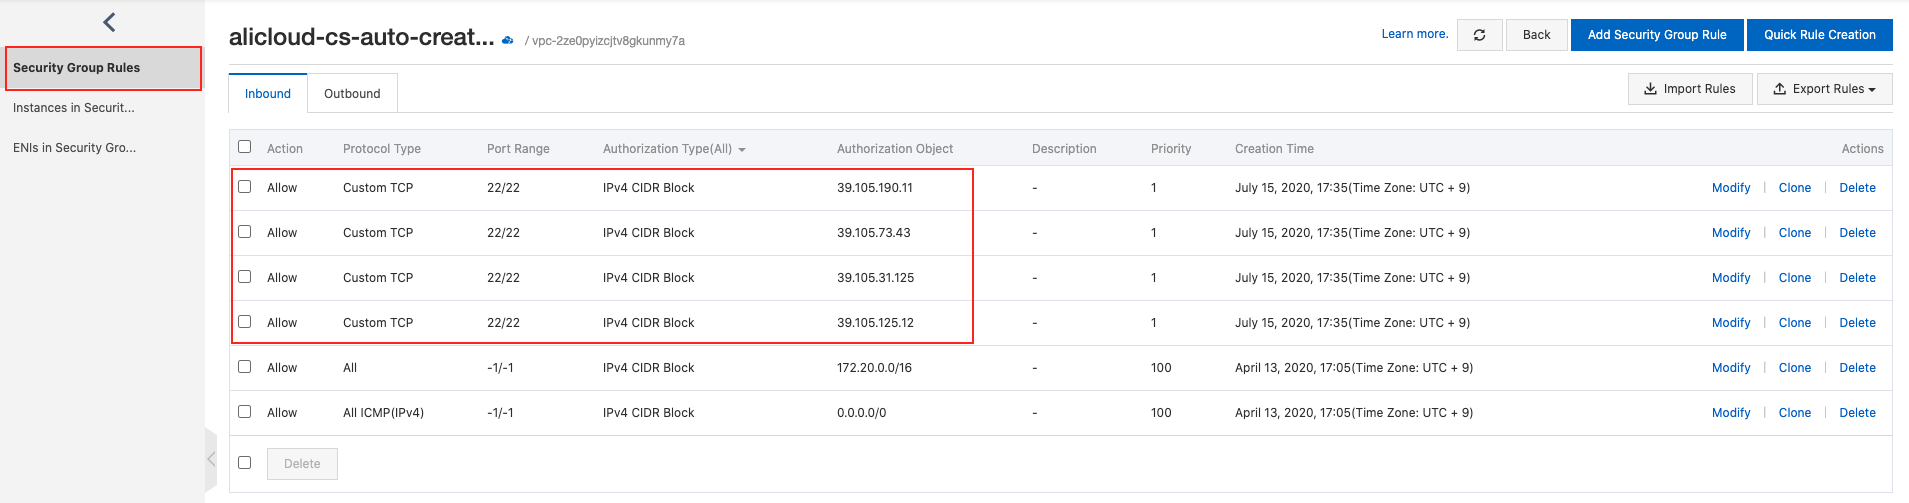 alicloud-cs-auto-creat... / vpc-2ze0pyizcjtv8gkunmy7a Learn more. Back Add Security Group Rule Quick Rule Creation
Security Group Rules
Instances in Securit...
ENIs in Security Gro...
Inbound Outbound Import Rules Export Rules
Action Protocol Type Port Range Authorization Type(All) Authorization Object Description Priority Creation Time Actions
Allow Custom TCP 22/22 IPv4 CIDR Block 39.105.190.11 - 1 July 15, 2020, 17:35(Time Zone: UTC + 9) Modify | Clone | Delete
Allow Custom TCP 22/22 IPv4 CIDR Block 39.105.73.43 - 1 July 15, 2020, 17:35(Time Zone: UTC + 9) Modify | Clone | Delete
Allow Custom TCP 22/22 IPv4 CIDR Block 39.105.31.125 - 1 July 15, 2020, 17:35(Time Zone: UTC + 9) Modify | Clone | Delete
Allow Custom TCP 22/22 IPv4 CIDR Block 39.105.125.12 - 1 July 15, 2020, 17:35(Time Zone: UTC + 9) Modify | Clone | Delete
Allow All -1/-1 IPv4 CIDR Block 172.20.0.0/16 - 100 April 13, 2020, 17:05(Time Zone: UTC + 9) Modify | Clone | Delete
Allow All ICMP(IPv4) -1/-1 IPv4 CIDR Block 0.0.0.0/0 - 100 April 13, 2020, 17:05(Time Zone: UTC + 9) Modify | Clone | Delete
Delete